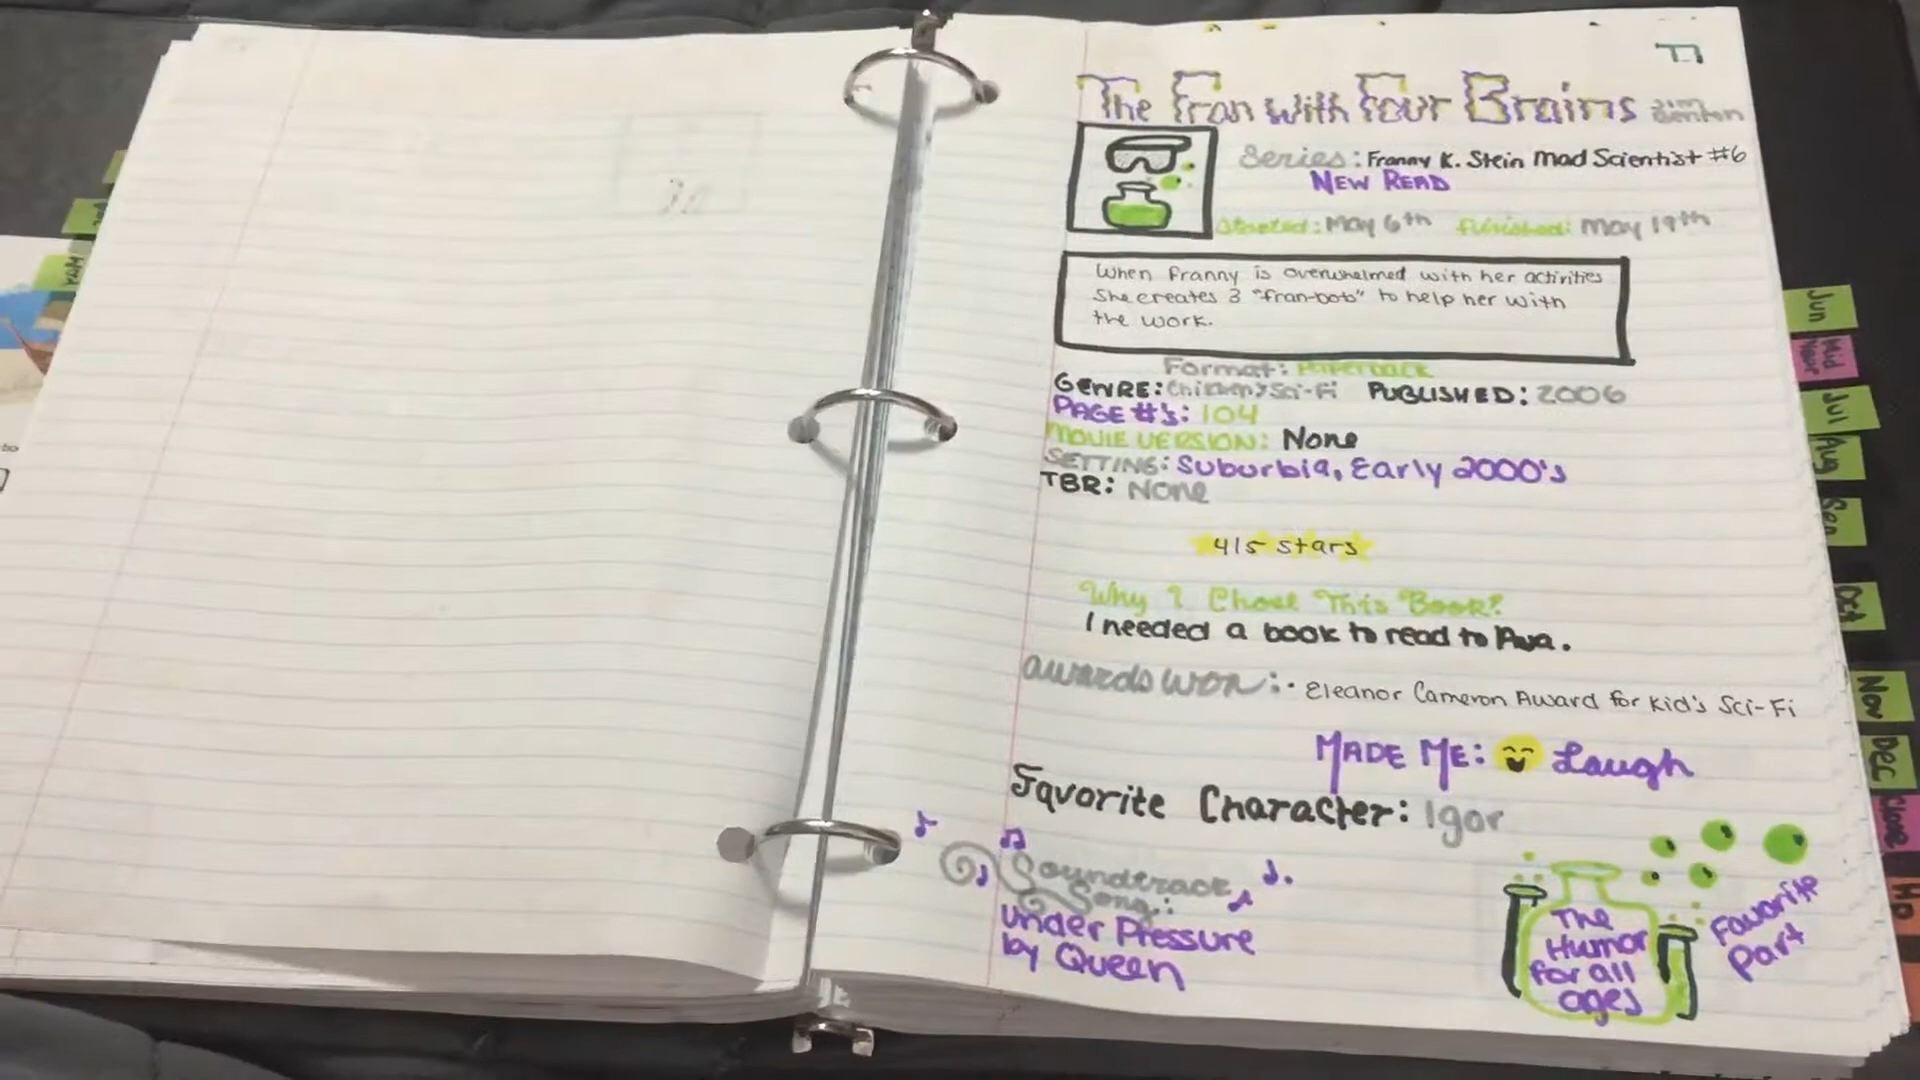 The Fran With Four Brains Jim Benton
Series: Franny K. Stein Mad Scientist #6
NEW READ
Started: May 6th Finished: May 19th
When Franny is overwhelmed with her activities
She creates 3 "fran-bots" to help her with
the work.
Format: Paperback
GENRE: Children's Sci-Fi PUBLISHED: 2006
PAGE #'s: 104
MOVIE VERSION: None
SETTING: Suburbia, Early 2000's
TBR: None
4/5 stars
Why I Chose This Book?
I needed a book to read to Ava.
awards won: • Eleanor Cameron Award for Kid's Sci-Fi
MADE ME: Laugh
Favorite Character: Igor
Soundtrack
Song:
Under Pressure
by Queen
The
Humor
for all
ages
Favorite
Part
Jun
Mid
Year
Jul
Aug
Sep
Oct
Nov
DEC